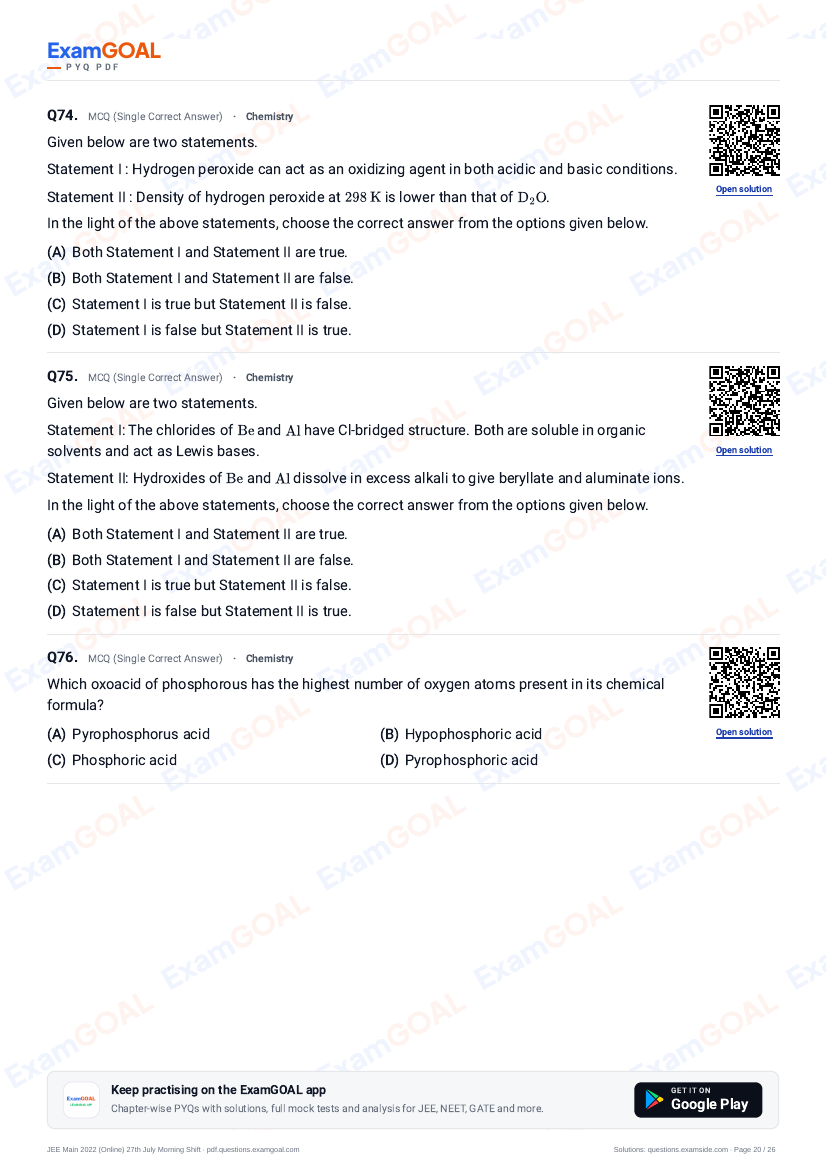 ExamGOAL
PYQ PDF
Q74. MCQ (Single Correct Answer) · Chemistry
Given below are two statements.
Statement I : Hydrogen peroxide can act as an oxidizing agent in both acidic and basic conditions.
Open solution
Statement II : Density of hydrogen peroxide at 298 K is lower than that of D₂O.
In the light of the above statements, choose the correct answer from the options given below.
(A) Both Statement I and Statement II are true.
(B) Both Statement I and Statement II are false.
(C) Statement I is true but Statement II is false.
(D) Statement I is false but Statement II is true.
Q75. MCQ (Single Correct Answer) · Chemistry
Given below are two statements.
Statement I: The chlorides of Be and Al have Cl-bridged structure. Both are soluble in organic
solvents and act as Lewis bases.
Open solution
Statement II: Hydroxides of Be and Al dissolve in excess alkali to give beryllate and aluminate ions.
In the light of the above statements, choose the correct answer from the options given below.
(A) Both Statement I and Statement II are true.
(B) Both Statement I and Statement II are false.
(C) Statement I is true but Statement II is false.
(D) Statement I is false but Statement II is true.
Q76. MCQ (Single Correct Answer) · Chemistry
Which oxoacid of phosphorous has the highest number of oxygen atoms present in its chemical
formula?
(A) Pyrophosphorus acid (B) Hypophosphoric acid
Open solution
(C) Phosphoric acid (D) Pyrophosphoric acid
Keep practising on the ExamGOAL app
Chapter-wise PYQs with solutions, full mock tests and analysis for JEE, NEET, GATE and more.
GET IT ON
Google Play
JEE Main 2022 (Online) 27th July Morning Shift · pdf.questions.examgoal.com
Solutions: questions.examside.com · Page 20 / 26